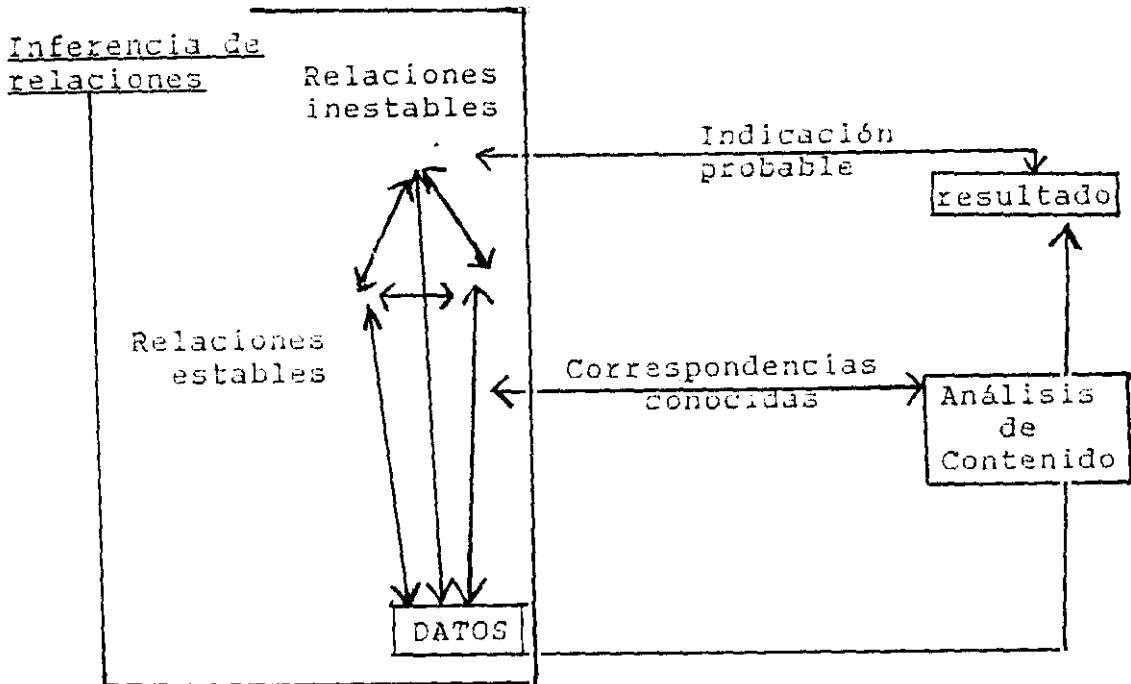 Inferencia de
relaciones
Relaciones
inestables
Indicación
probable
resultado
Relaciones
estables
Correspondencias
conocidas
Análisis
de
Contenido
DATOS